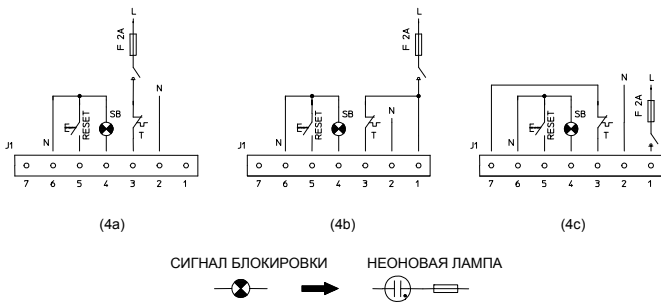 L
F 2A
N
N
RESET
SB
T
J1
7 6 5 4 3 2 1
(4a)
L
F 2A
N
N
RESET
SB
T
J1
7 6 5 4 3 2 1
(4b)
L
F 2A
N
N
RESET
SB
T
J1
7 6 5 4 3 2 1
(4c)
СИГНАЛ БЛОКИРОВКИ
НЕОНОВАЯ ЛАМПА